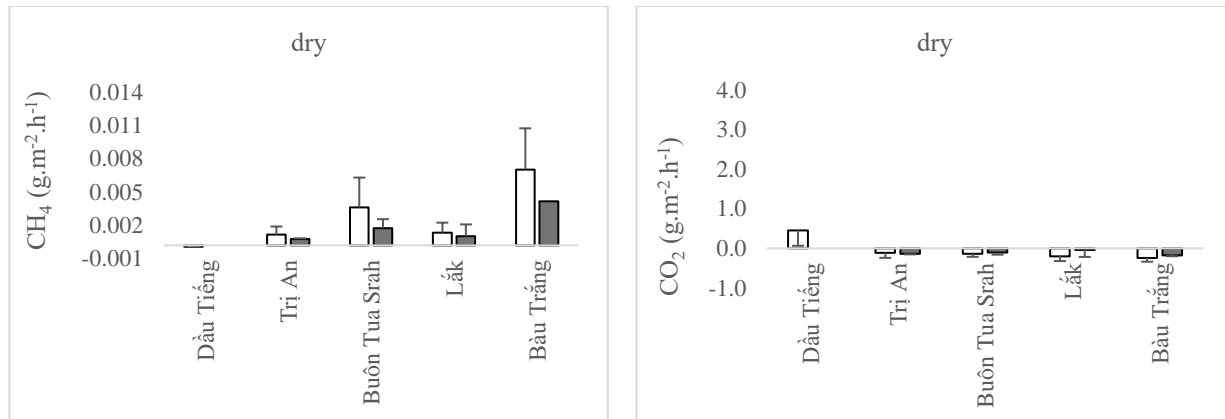 dry
CH₄ (g.m⁻².h⁻¹)
0.014
0.011
0.008
0.005
0.002
-0.001
Dầu Tiếng
Trị An
Buôn Tua Srah
Lắk
Bàu Trắng
dry
CO₂ (g.m⁻².h⁻¹)
4.0
3.0
2.0
1.0
0.0
-1.0
Dầu Tiếng
Trị An
Buôn Tua Srah
Lắk
Bàu Trắng